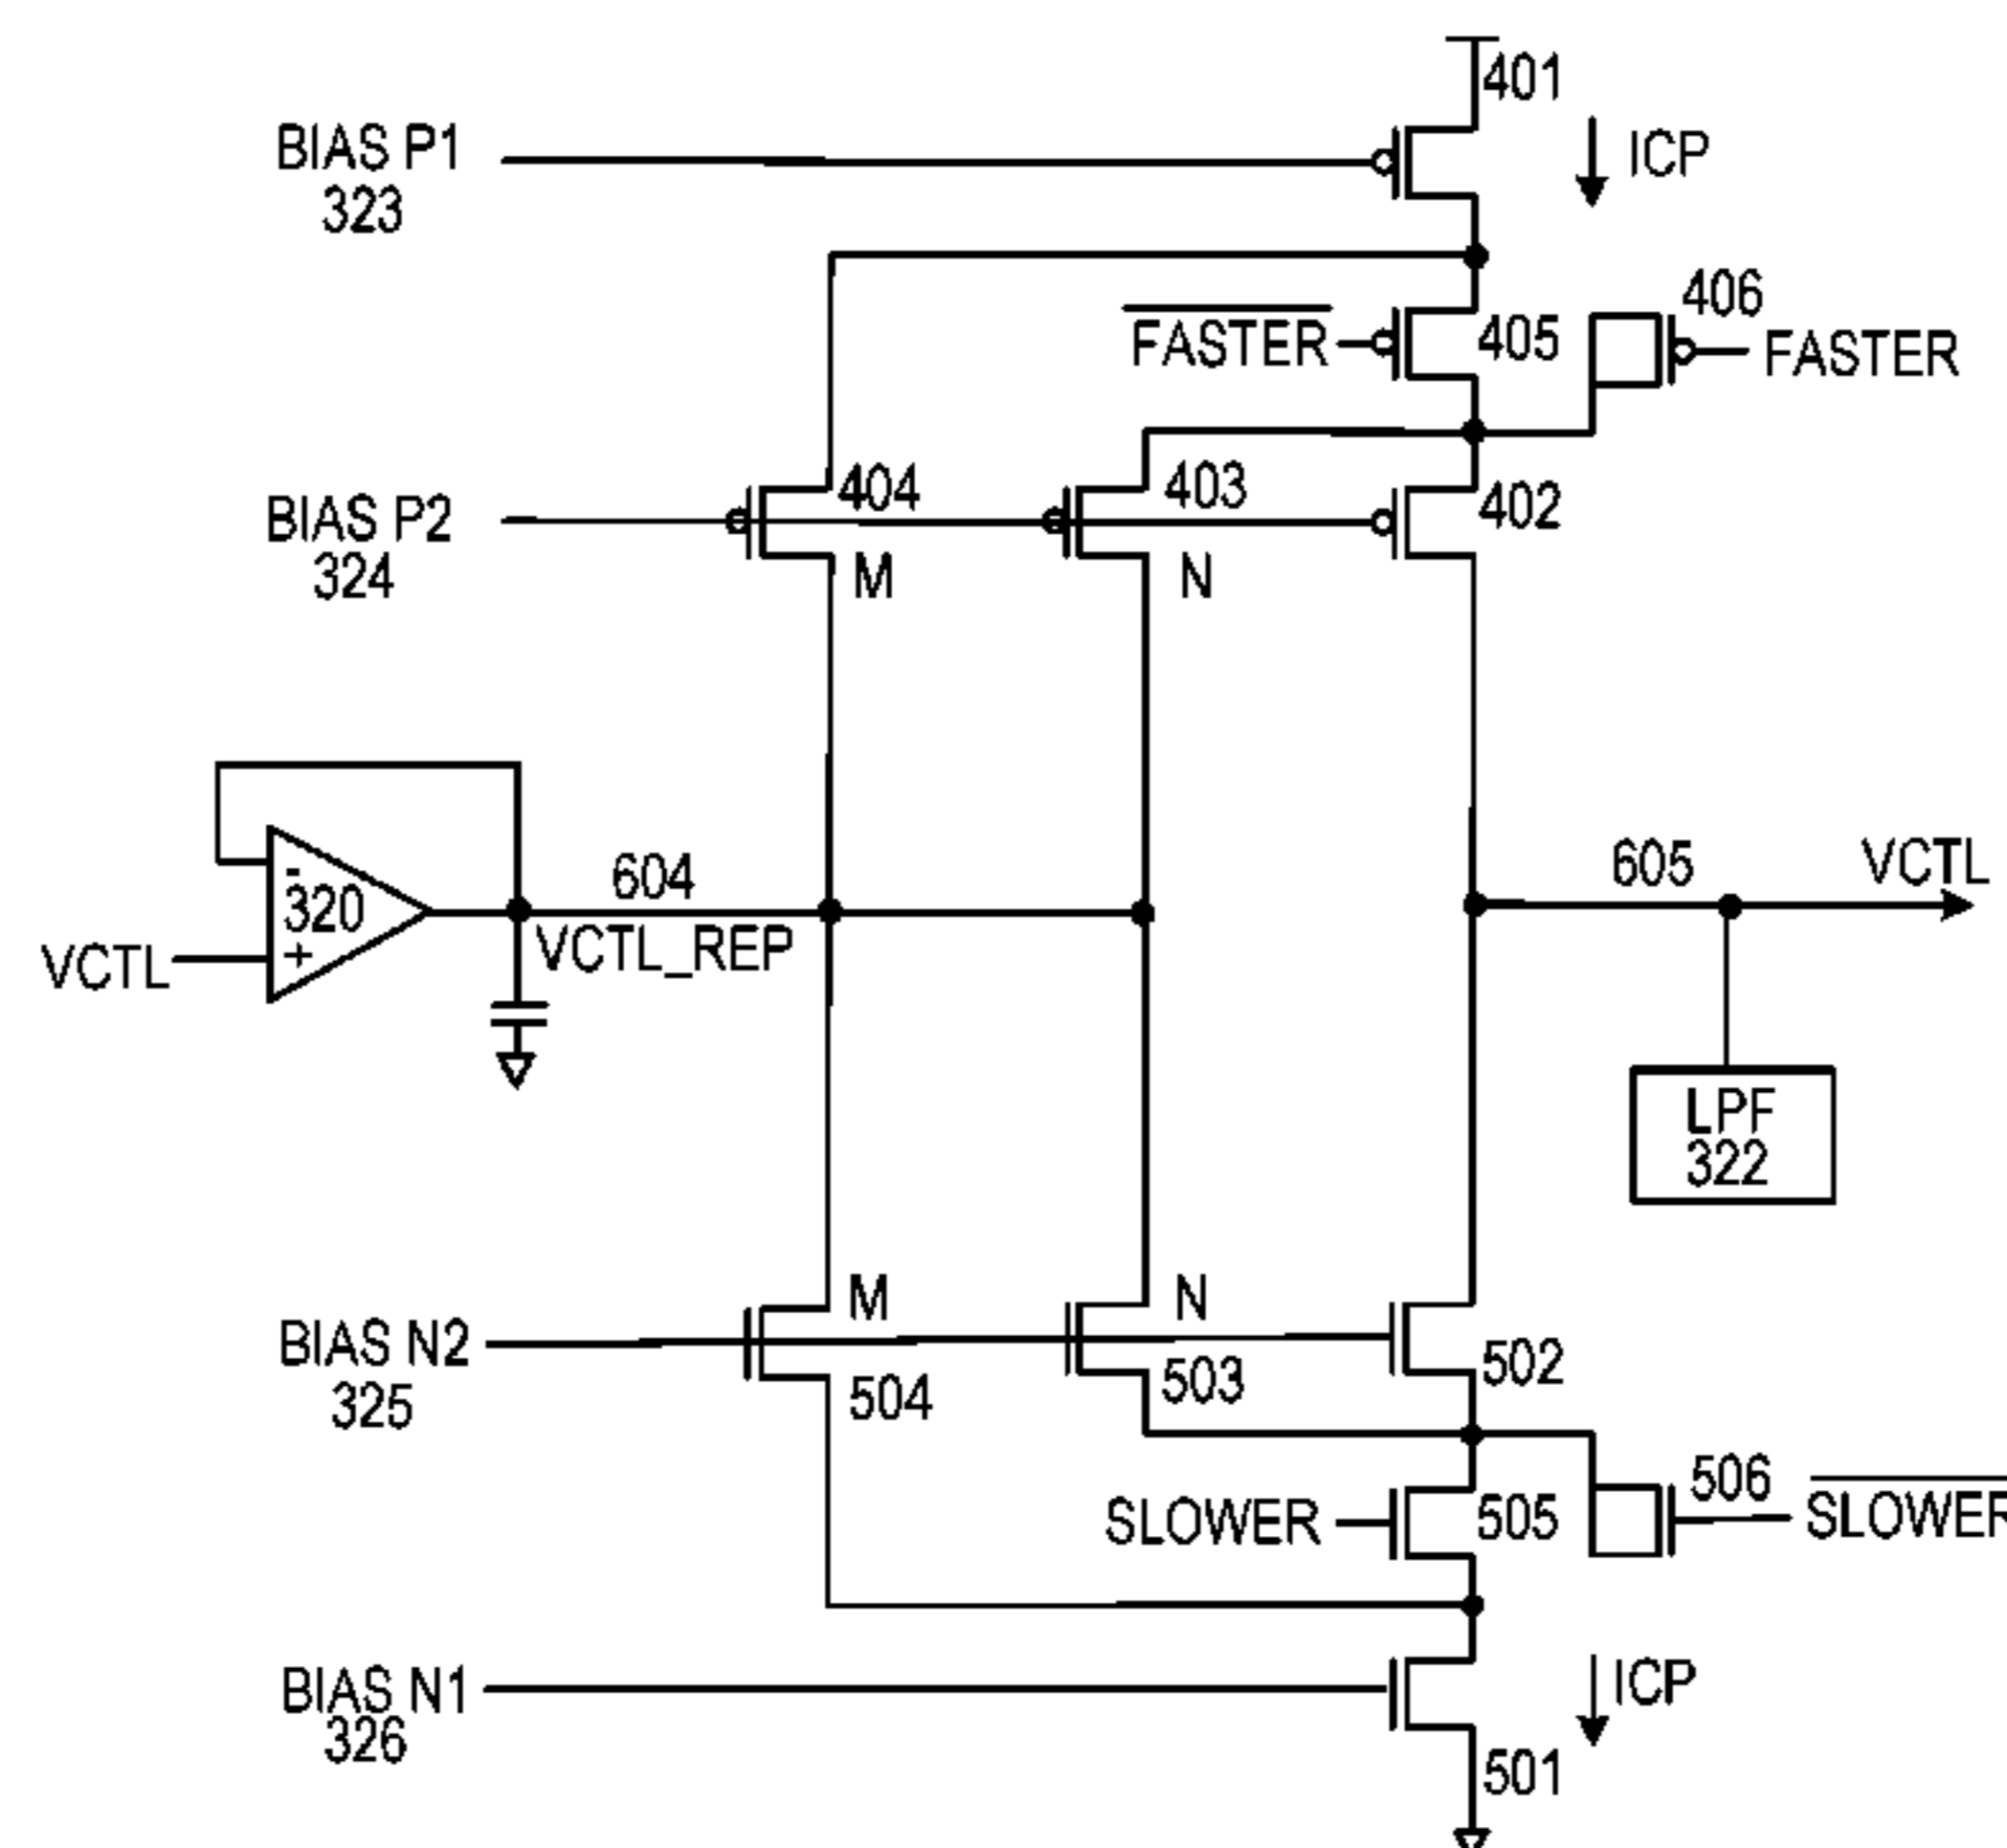 401
BIAS P1
323
ICP
406
FASTER
405
FASTER
404
403
402
BIAS P2
324
M
N
604
605
VCTL
-
320
+
VCTL
VCTL_REP
LPF
322
M
N
BIAS N2
325
504
503
502
506
SLOWER
505
SLOWER
BIAS N1
326
ICP
501